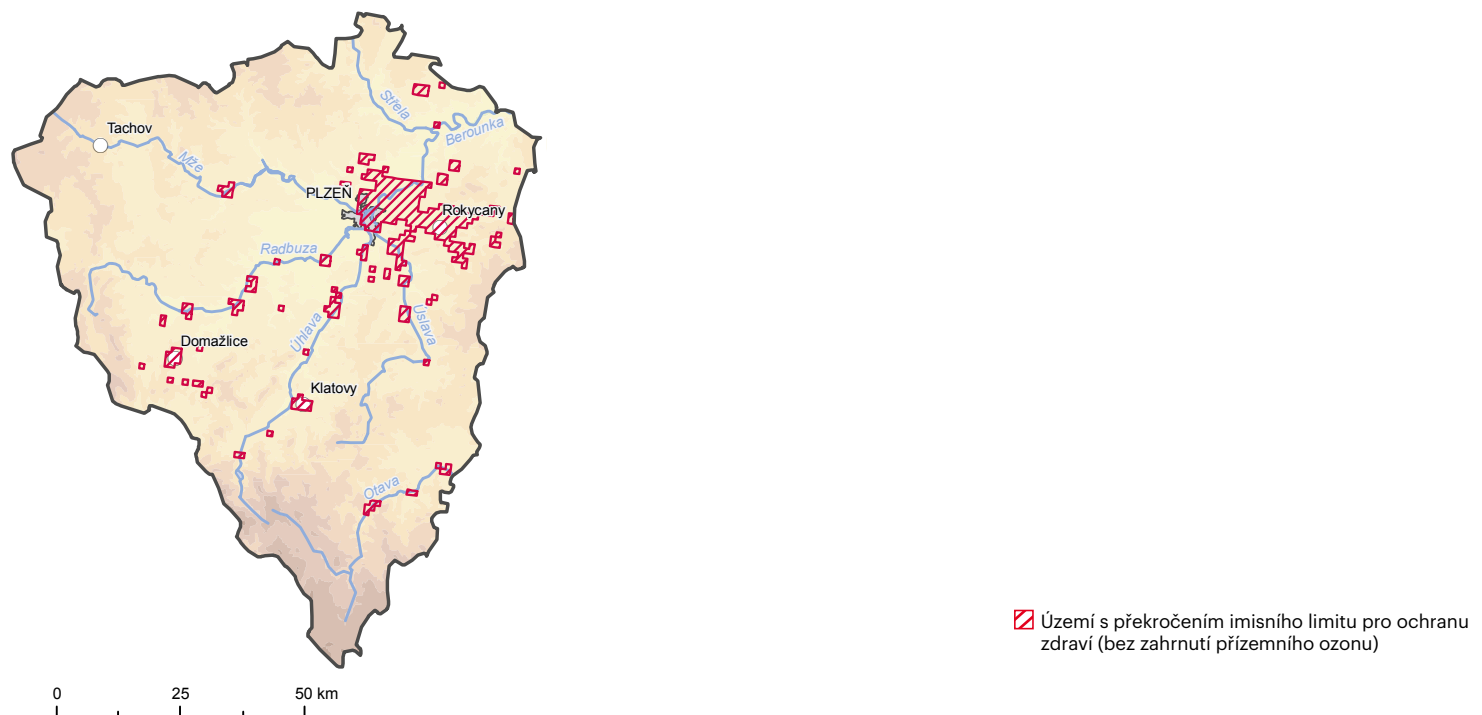 Střela
Berounka
Tachov
Mže
PLZEŇ
Rokycany
Radbuza
Úhlava
Úslava
Domažlice
Klatovy
Otava
Území s překročením imisního limitu pro ochranu
zdraví (bez zahrnutí přízemního ozonu)
0 25 50 km